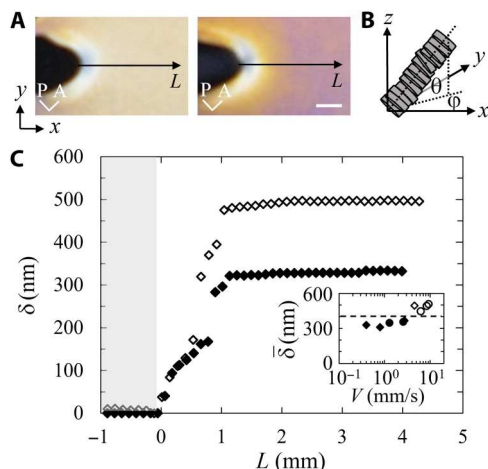 A
L
L
P A
P A
y
x
B
z
y
θ
φ
x
C
600
500
400
300
200
100
0
δ (nm)
−1 0 1 2 3 4 5
L (mm)
600
300
0
δ̄ (nm)
10⁻¹ 10⁰ 10¹
V (mm/s)